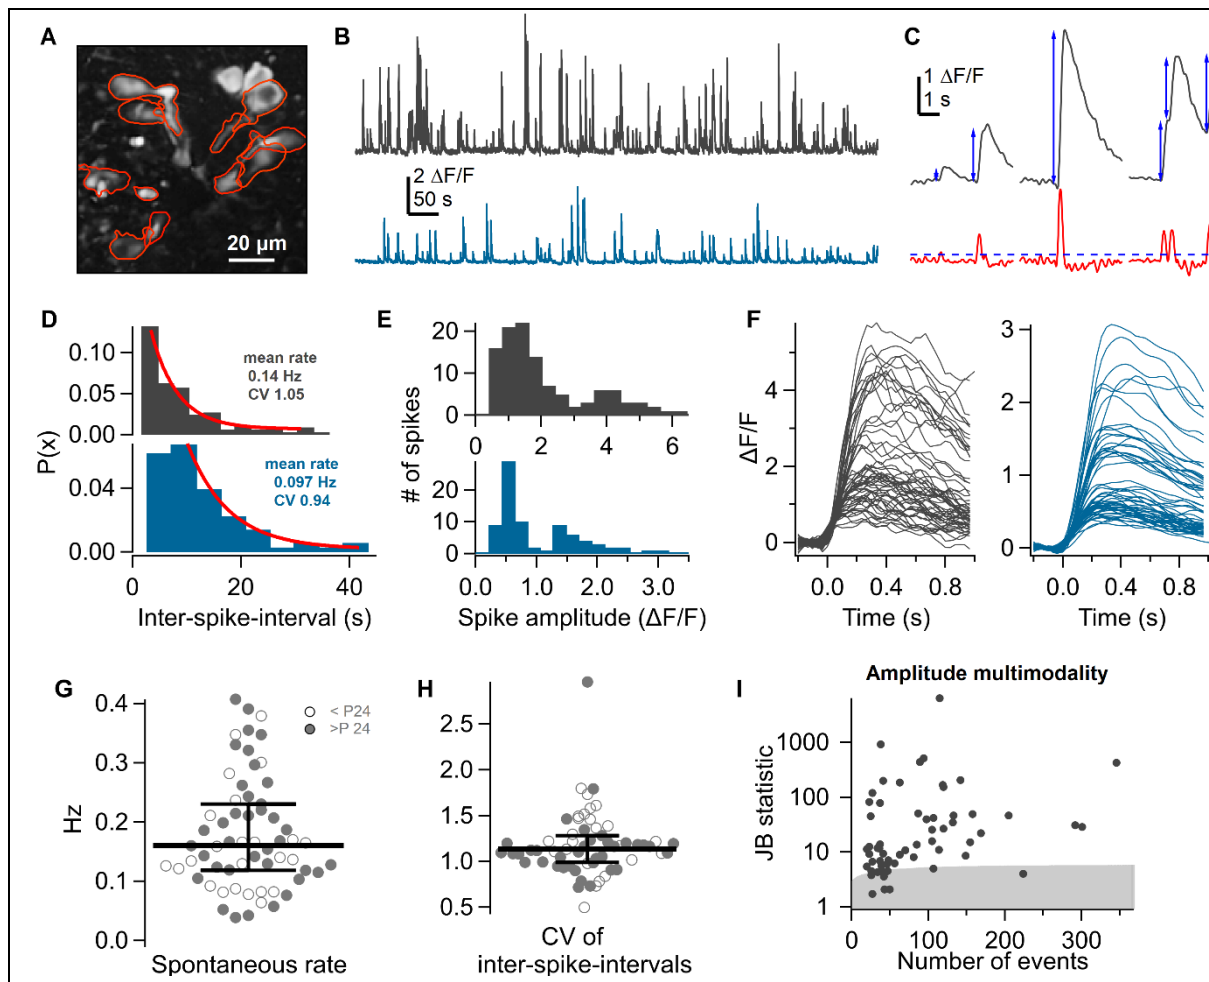 A
20 µm
B
2 ΔF/F
50 s
C
1 ΔF/F
1 s
D
0.10
0.05
0.00
mean rate
0.14 Hz
CV 1.05
P(x)
0.04
0.00
mean rate
0.097 Hz
CV 0.94
0
20
40
Inter-spike-interval (s)
E
20
10
0
0
2
4
6
# of spikes
20
10
0
0.0
1.0
2.0
3.0
Spike amplitude (ΔF/F)
F
ΔF/F
4
2
0
0.0
0.4
0.8
Time (s)
3
2
1
0
0.0
0.4
0.8
Time (s)
G
0.4
0.3
0.2
0.1
0.0
Hz
< P24
>P 24
Spontaneous rate
H
2.5
2.0
1.5
1.0
0.5
CV of
inter-spike-intervals
I
Amplitude multimodality
JB statistic
1000
100
10
1
0
100
200
300
Number of events